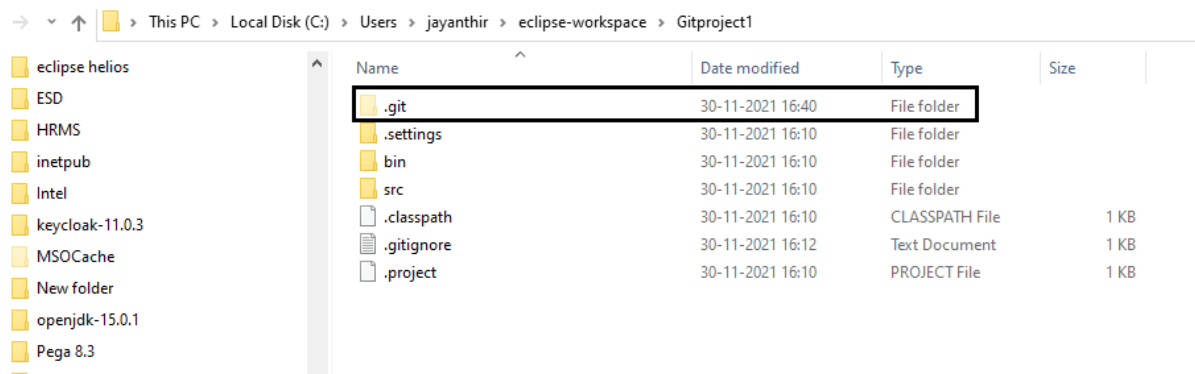 This PC > Local Disk (C:) > Users > jayanthir > eclipse-workspace > Gitproject1
eclipse helios
ESD
HRMS
inetpub
Intel
keycloak-11.0.3
MSOCache
New folder
openjdk-15.0.1
Pega 8.3
Name Date modified Type Size
.git 30-11-2021 16:40 File folder
.settings 30-11-2021 16:10 File folder
bin 30-11-2021 16:10 File folder
src 30-11-2021 16:10 File folder
.classpath 30-11-2021 16:10 CLASSPATH File 1 KB
.gitignore 30-11-2021 16:12 Text Document 1 KB
.project 30-11-2021 16:10 PROJECT File 1 KB